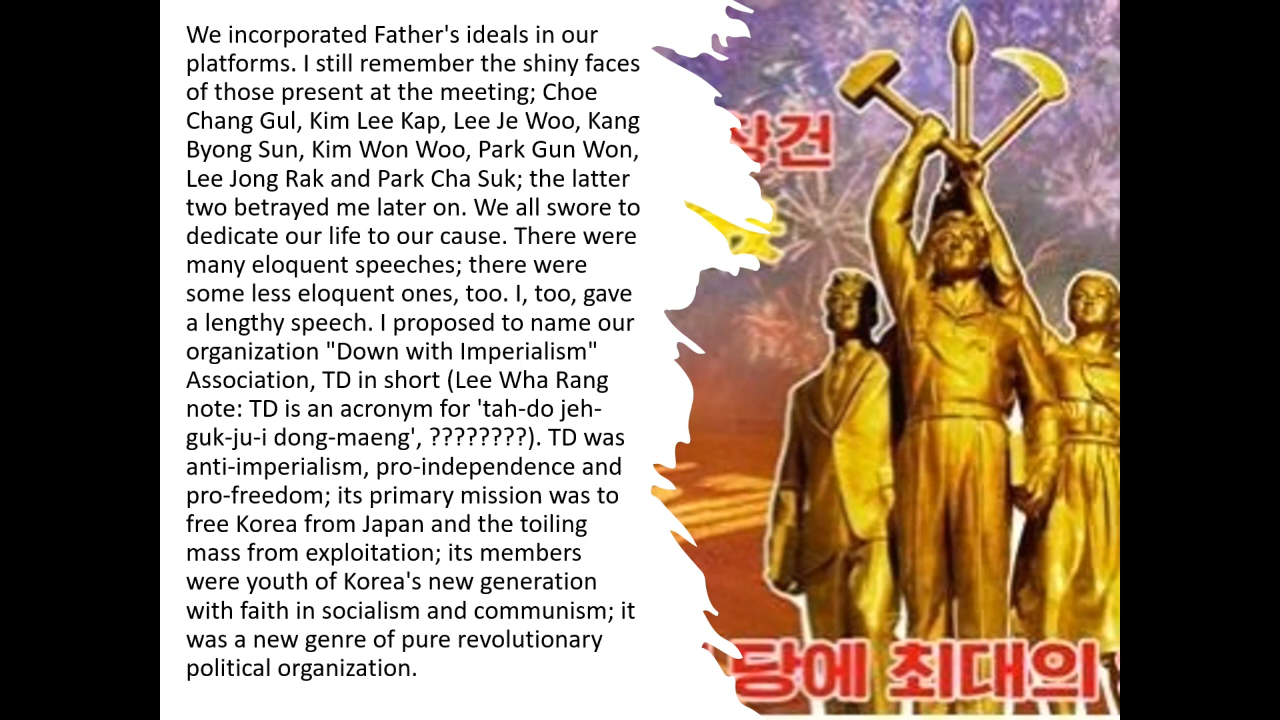 We incorporated Father's ideals in our
platforms. I still remember the shiny faces
of those present at the meeting; Choe
Chang Gul, Kim Lee Kap, Lee Je Woo, Kang
Byong Sun, Kim Won Woo, Park Gun Won,
Lee Jong Rak and Park Cha Suk; the latter
two betrayed me later on. We all swore to
dedicate our life to our cause. There were
many eloquent speeches; there were
some less eloquent ones, too. I, too, gave
a lengthy speech. I proposed to name our
organization "Down with Imperialism"
Association, TD in short (Lee Wha Rang
note: TD is an acronym for 'tah-do jeh-
guk-ju-i dong-maeng', ????????). TD was
anti-imperialism, pro-independence and
pro-freedom; its primary mission was to
free Korea from Japan and the toiling
mass from exploitation; its members
were youth of Korea's new generation
with faith in socialism and communism; it
was a new genre of pure revolutionary
political organization.
건
당에 최대의